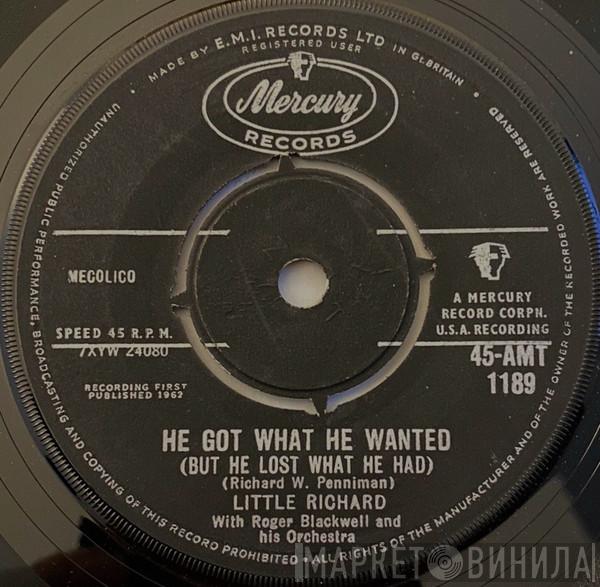 MADE BY E.M.I. RECORDS LTD IN GT.BRITAIN
REGISTERED USER
Mercury
RECORDS
UNAUTHORIZED PUBLIC PERFORMANCE, BROADCASTING AND COPYING OF THIS RECORD PROHIBITED • ALL RIGHTS OF THE MANUFACTURER AND OF THE OWNER OF THE RECORDED WORK ARE RESERVED
MECOLICO
SPEED 45 R.P.M.
7XYW 24080
RECORDING FIRST
PUBLISHED 1962
A MERCURY
RECORD CORPN.
U.S.A. RECORDING
45-AMT
1189
HE GOT WHAT HE WANTED
(BUT HE LOST WHAT HE HAD)
(Richard W. Penniman)
LITTLE RICHARD
With Roger Blackwell and
his Orchestra
МАРКЕТ ВИНИЛА